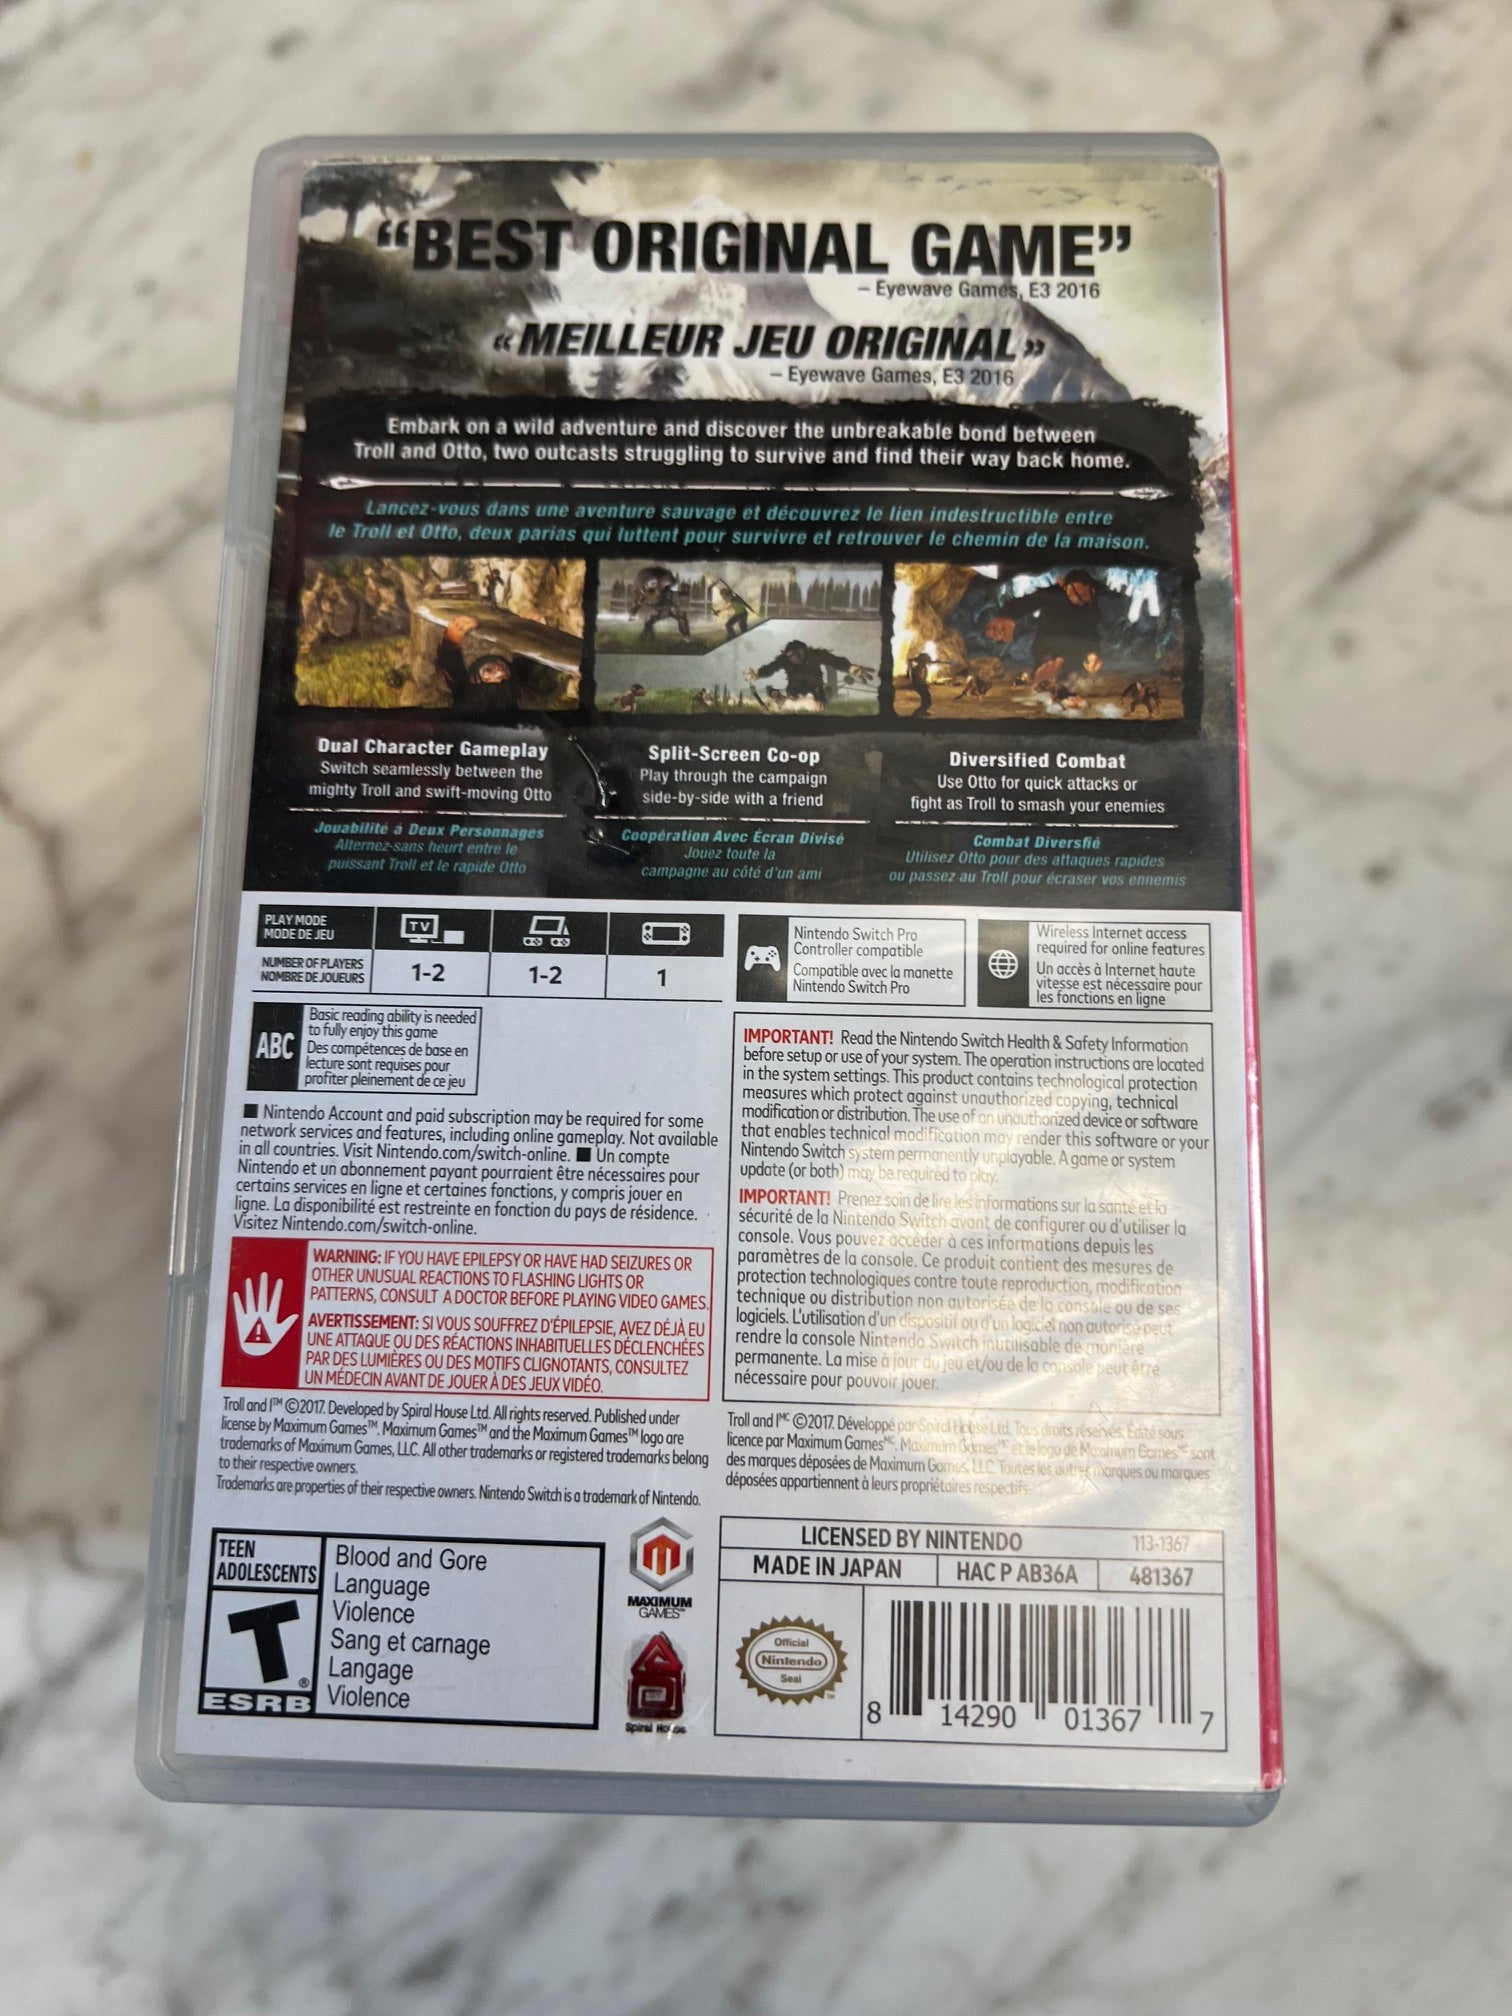 “BEST ORIGINAL GAME”
– Eyewave Games, E3 2016
« MEILLEUR JEU ORIGINAL »
– Eyewave Games, E3 2016
Embark on a wild adventure and discover the unbreakable bond between
Troll and Otto, two outcasts struggling to survive and find their way back home.
Lancez-vous dans une aventure sauvage et découvrez le lien indestructible entre
le Troll et Otto, deux parias qui luttent pour survivre et retrouver le chemin de la maison.
Dual Character Gameplay
Switch seamlessly between the
mighty Troll and swift-moving Otto
Jouabilité à Deux Personnages
Alternez-sans heurt entre le
puissant Troll et le rapide Otto
Split-Screen Co-op
Play through the campaign
side-by-side with a friend
Coopération Avec Écran Divisé
Jouez toute la
campagne au côté d'un ami
Diversified Combat
Use Otto for quick attacks or
fight as Troll to smash your enemies
Combat Diversfié
Utilisez Otto pour des attaques rapides
ou passez au Troll pour écraser vos ennemis
PLAY MODE
MODE DE JEU
TV
NUMBER OF PLAYERS
NOMBRE DE JOUEURS
1-2
1-2
1
Nintendo Switch Pro
Controller compatible
Compatible avec la manette
Nintendo Switch Pro
Wireless Internet access
required for online features
Un accès à Internet haute
vitesse est nécessaire pour
les fonctions en ligne
ABC
Basic reading ability is needed
to fully enjoy this game
Des compétences de base en
lecture sont requises pour
profiter pleinement de ce jeu
■ Nintendo Account and paid subscription may be required for some
network services and features, including online gameplay. Not available
in all countries. Visit Nintendo.com/switch-online. ■ Un compte
Nintendo et un abonnement payant pourraient être nécessaires pour
certains services en ligne et certaines fonctions, y compris jouer en
ligne. La disponibilité est restreinte en fonction du pays de résidence.
Visitez Nintendo.com/switch-online.
WARNING: IF YOU HAVE EPILEPSY OR HAVE HAD SEIZURES OR
OTHER UNUSUAL REACTIONS TO FLASHING LIGHTS OR
PATTERNS, CONSULT A DOCTOR BEFORE PLAYING VIDEO GAMES.
AVERTISSEMENT: SI VOUS SOUFFREZ D'ÉPILEPSIE, AVEZ DÉJÀ EU
UNE ATTAQUE OU DES RÉACTIONS INHABITUELLES DÉCLENCHÉES
PAR DES LUMIÈRES OU DES MOTIFS CLIGNOTANTS, CONSULTEZ
UN MÉDECIN AVANT DE JOUER À DES JEUX VIDÉO.
IMPORTANT! Read the Nintendo Switch Health & Safety Information
before setup or use of your system. The operation instructions are located
in the system settings. This product contains technological protection
measures which protect against unauthorized copying, technical
modification or distribution. The use of an unauthorized device or software
that enables technical modification may render this software or your
Nintendo Switch system permanently unplayable. A game or system
update (or both) may be required to play.
IMPORTANT! Prenez soin de lire les informations sur la santé et la
sécurité de la Nintendo Switch avant de configurer ou d'utiliser la
console. Vous pouvez accéder à ces informations depuis les
paramètres de la console. Ce produit contient des mesures de
protection technologiques contre toute reproduction, modification
technique ou distribution non autorisée de la console ou de ses
logiciels. L'utilisation d'un dispositif ou d'un logiciel non autorisé peut
rendre la console Nintendo Switch inutilisable de manière
permanente. La mise à jour du jeu et/ou de la console peut être
nécessaire pour pouvoir jouer.
Troll and I™ ©2017. Developed by Spiral House Ltd. All rights reserved. Published under
license by Maximum Games™. Maximum Games™ and the Maximum Games™ logo are
trademarks of Maximum Games, LLC. All other trademarks or registered trademarks belong
to their respective owners.
Trademarks are properties of their respective owners. Nintendo Switch is a trademark of Nintendo.
Troll and I MC ©2017. Développé par Spiral House Ltd. Tous droits réservés. Édité sous
licence par Maximum Games MC. Maximum Games MC et le logo de Maximum Games MC sont
des marques déposées de Maximum Games, LLC. Toutes les autres marques ou marques
déposées appartiennent à leurs propriétaires respectifs.
TEEN
ADOLESCENTS
T
®
ESRB
Blood and Gore
Language
Violence
Sang et carnage
Langage
Violence
MAXIMUM
GAMES™
Spiral House
LICENSED BY NINTENDO
113-1367
MADE IN JAPAN
HAC P AB36A
481367
Official
Nintendo
Seal
™
8 14290 01367 7